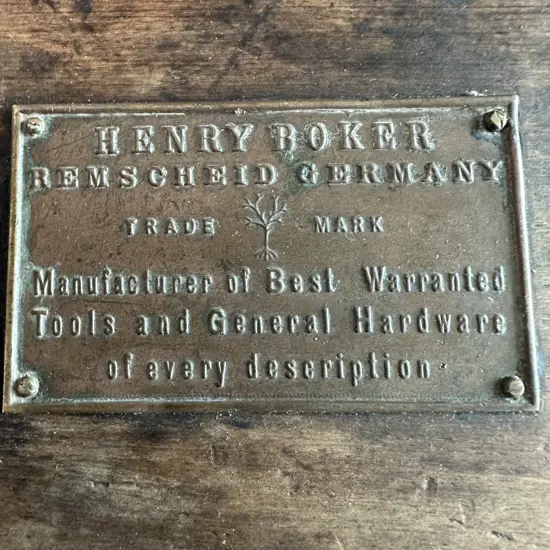 HENRY BOKER
REMSCHEID GERMANY
TRADE MARK
Manufacturer of Best Warranted
Tools and General Hardware
of every description